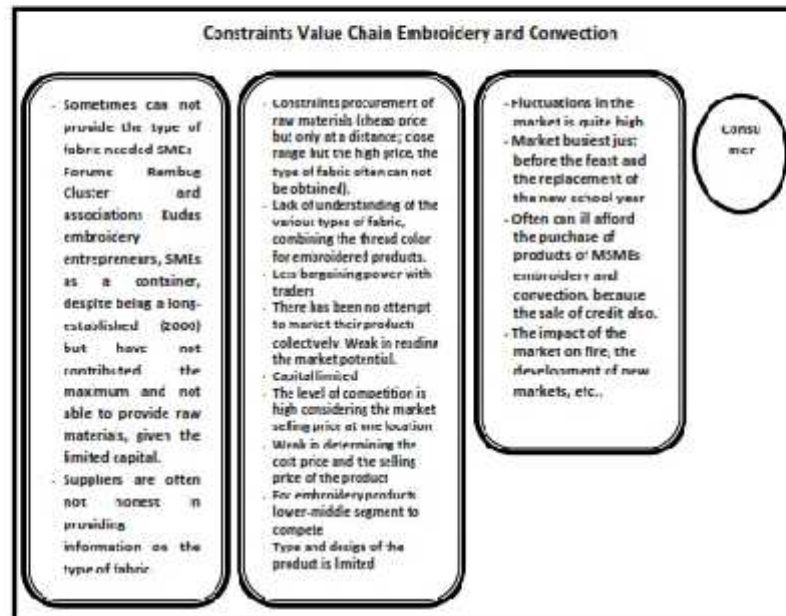 Constraints Value Chain Embroidery and Convection
- Sometimes can not
provide the type of
fabric needed SMEs
Forums Rembug
Cluster and
associations Kudus
embroidery
entrepreneurs, SMEs
as a container,
despite being a long-
established (2000)
but have not
contributed the
maximum and not
able to provide raw
materials, given the
limited capital.
- Suppliers are often
not honest in
providing
information on the
type of fabric
- Constraints procurement of
raw materials (cheap price
but only at a distance; close
range but the high price, the
type of fabric often can not
be obtained).
- Lack of understanding of the
various types of fabric,
combining the thread color
for embroidered products.
- Less bargaining power with
traders
- There has been no attempt
to market their products
collectively. Weak in reading
the market potential.
- Capital limited
- The level of competition is
high considering the market
selling price at one location
- Weak in determining the
cost price and the selling
price of the product
- For embroidery products
lower-middle segment to
compete
- Type and design of the
product is limited
- Fluctuations in the
market is quite high
- Market busiest just
before the feast and
the replacement of
the new school year
- Often can ill afford
the purchase of
products of MSMEs
embroidery and
convection, because
the sale of credit also.
- The impact of the
market on fire, the
development of new
markets, etc..
Consu
mer